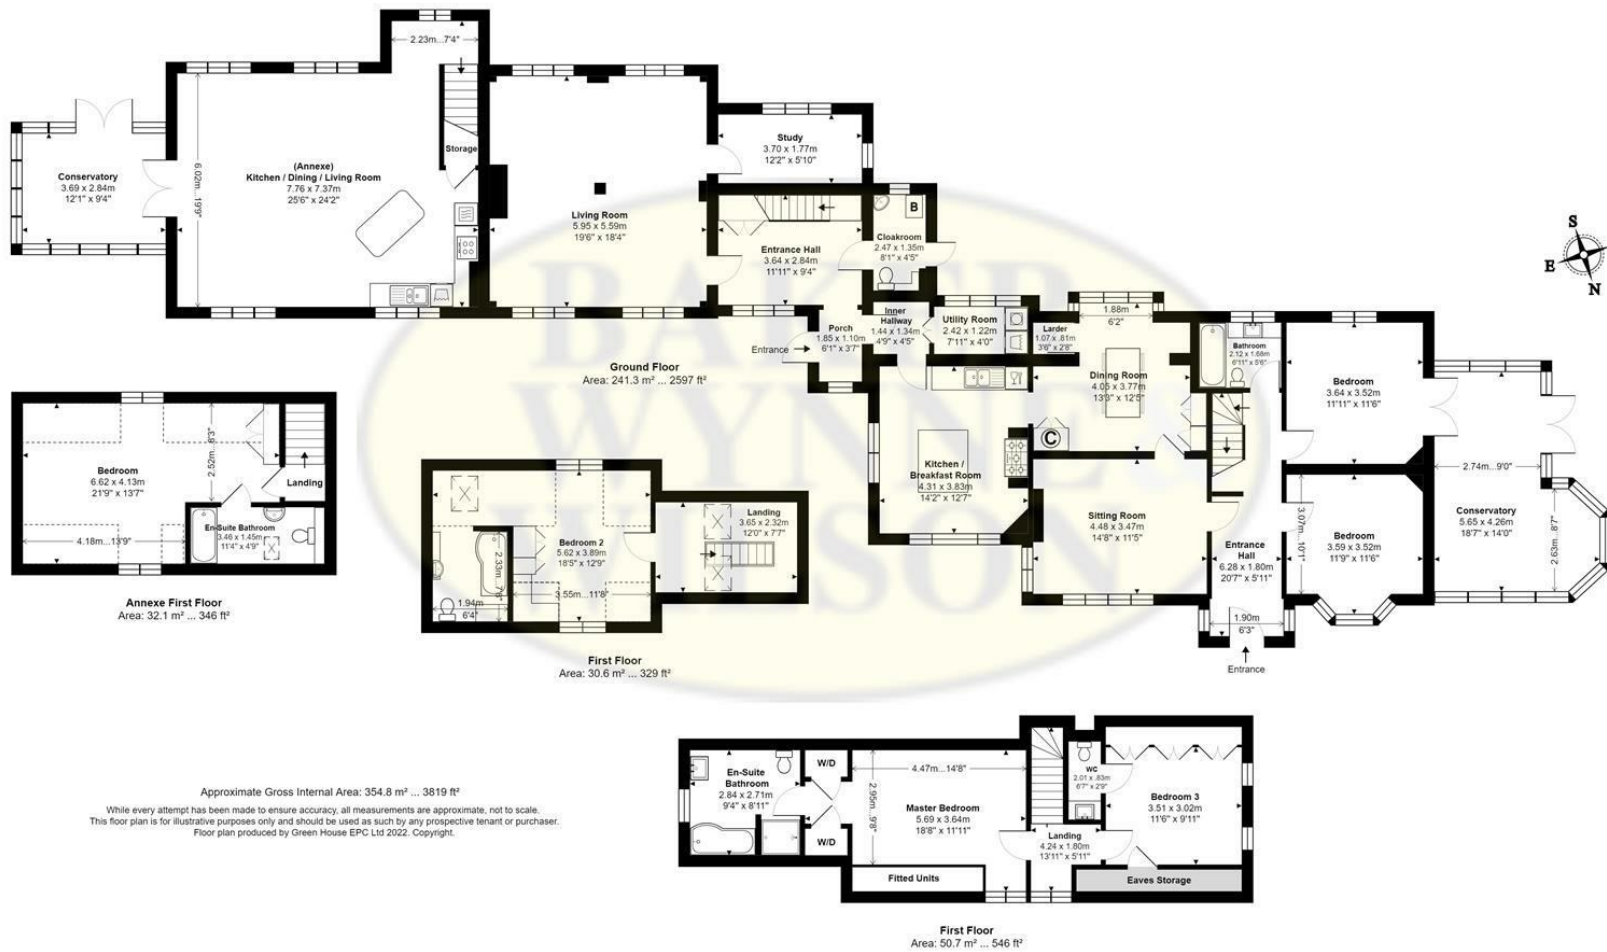 2.23m...7'4"
Conservatory
3.69 x 2.84m
12'1" x 9'4"
6.02m...19'9"
(Annexe)
Kitchen / Dining / Living Room
7.76 x 7.37m
25'6" x 24'2"
Storage
Living Room
5.95 x 5.59m
19'6" x 18'4"
Study
3.70 x 1.77m
12'2" x 5'10"
Entrance Hall
3.64 x 2.84m
11'11" x 9'4"
B
Cloakroom
2.47 x 1.35m
8'1" x 4'5"
Porch
1.85 x 1.10m
6'1" x 3'7"
Entrance
Inner
Hallway
1.44 x 1.34m
4'9" x 4'5"
Utility Room
2.42 x 1.22m
7'11" x 4'0"
Larder
1.07 x .81m
3'6" x 2'8"
1.88m
6'2"
Dining Room
4.05 x 3.77m
13'3" x 12'5"
C
Bathroom
2.12 x 1.66m
6'11" x 5'5"
Bedroom
3.64 x 3.52m
11'11" x 11'6"
Kitchen /
Breakfast Room
4.31 x 3.83m
14'2" x 12'7"
Sitting Room
4.48 x 3.47m
14'8" x 11'5"
Entrance
Hall
6.28 x 1.80m
20'7" x 5'11"
1.90m
6'3"
Entrance
3.07m...10'1"
Bedroom
3.59 x 3.52m
11'9" x 11'6"
2.74m...9'0"
Conservatory
5.65 x 4.26m
18'7" x 14'0"
2.63m...8'7"
S
E
N
Ground Floor
Area: 241.3 m² ... 2597 ft²
Bedroom
6.62 x 4.13m
21'9" x 13'7"
2.52m...8'3"
Landing
4.18m...13'9"
En-Suite Bathroom
3.46 x 1.45m
11'4" x 4'9"
Annexe First Floor
Area: 32.1 m² ... 346 ft²
Bedroom 2
5.62 x 3.89m
18'5" x 12'9"
Landing
3.65 x 2.32m
12'0" x 7'7"
2.33m...7'8"
3.55m...11'8"
1.94m
6'4"
First Floor
Area: 30.6 m² ... 329 ft²
BAKER
WYNNE &
WILSON
En-Suite
Bathroom
2.84 x 2.71m
9'4" x 8'11"
W/D
W/D
4.47m...14'8"
2.95m...9'8"
Master Bedroom
5.69 x 3.64m
18'8" x 11'11"
Fitted Units
Landing
4.24 x 1.80m
13'11" x 5'11"
WC
2.01 x .83m
6'7" x 2'9"
Bedroom 3
3.51 x 3.02m
11'6" x 9'11"
Eaves Storage
First Floor
Area: 50.7 m² ... 546 ft²
Approximate Gross Internal Area: 354.8 m² ... 3819 ft²
While every attempt has been made to ensure accuracy, all measurements are approximate, not to scale.
This floor plan is for illustrative purposes only and should be used as such by any prospective tenant or purchaser.
Floor plan produced by Green House EPC Ltd 2022. Copyright.